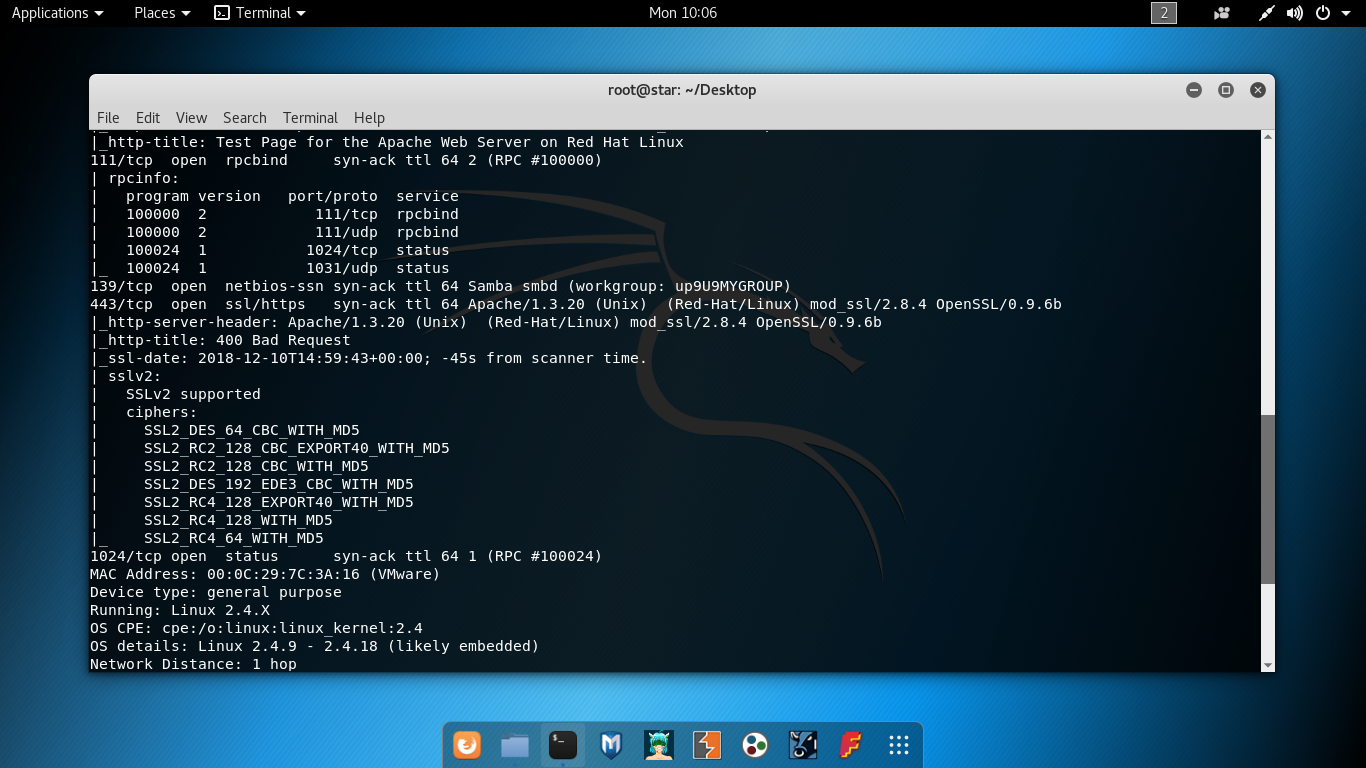 Applications Places Terminal Mon 10:06 2
root@star: ~/Desktop
File Edit View Search Terminal Help
|_http-title: Test Page for the Apache Web Server on Red Hat Linux
111/tcp  open  rpcbind     syn-ack ttl 64 2 (RPC #100000)
| rpcinfo:
|   program version   port/proto  service
|   100000  2            111/tcp  rpcbind
|   100000  2            111/udp  rpcbind
|   100024  1           1024/tcp  status
|_  100024  1           1031/udp  status
139/tcp  open  netbios-ssn syn-ack ttl 64 Samba smbd (workgroup: up9U9MYGROUP)
443/tcp  open  ssl/https   syn-ack ttl 64 Apache/1.3.20 (Unix)  (Red-Hat/Linux) mod_ssl/2.8.4 OpenSSL/0.9.6b
|_http-server-header: Apache/1.3.20 (Unix)  (Red-Hat/Linux) mod_ssl/2.8.4 OpenSSL/0.9.6b
|_http-title: 400 Bad Request
|_ssl-date: 2018-12-10T14:59:43+00:00; -45s from scanner time.
| sslv2:
|   SSLv2 supported
|   ciphers:
|     SSL2_DES_64_CBC_WITH_MD5
|     SSL2_RC2_128_CBC_EXPORT40_WITH_MD5
|     SSL2_RC2_128_CBC_WITH_MD5
|     SSL2_DES_192_EDE3_CBC_WITH_MD5
|     SSL2_RC4_128_EXPORT40_WITH_MD5
|     SSL2_RC4_128_WITH_MD5
|_    SSL2_RC4_64_WITH_MD5
1024/tcp open  status      syn-ack ttl 64 1 (RPC #100024)
MAC Address: 00:0C:29:7C:3A:16 (VMware)
Device type: general purpose
Running: Linux 2.4.X
OS CPE: cpe:/o:linux:linux_kernel:2.4
OS details: Linux 2.4.9 - 2.4.18 (likely embedded)
Network Distance: 1 hop